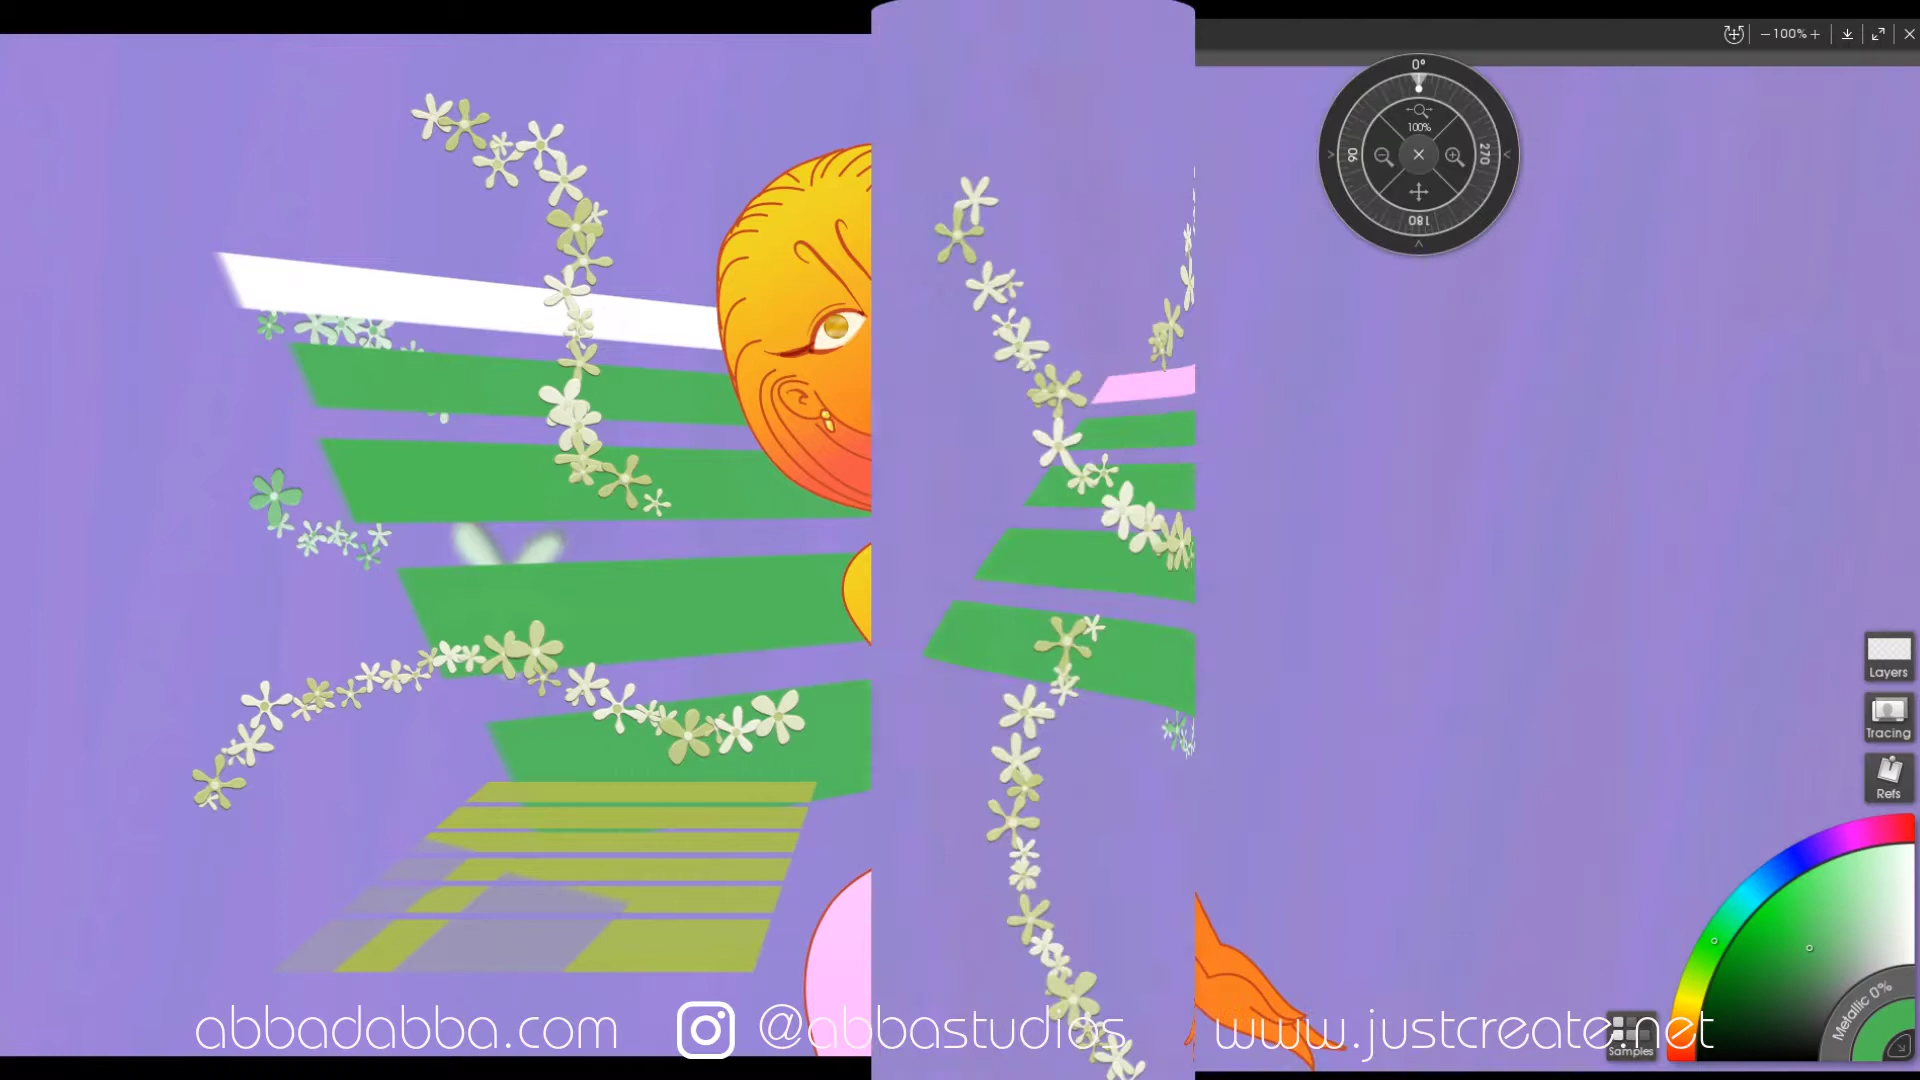 100%
0°
100%
90
270
180
Layers
Tracing
Refs
Metallic 0%
Samples
abbadabba.com
@abbastudios
www.justcreate.net